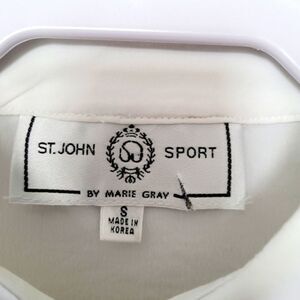 ST. JOHN SPORT
BY MARIE GRAY
S
MADE IN
KOREA